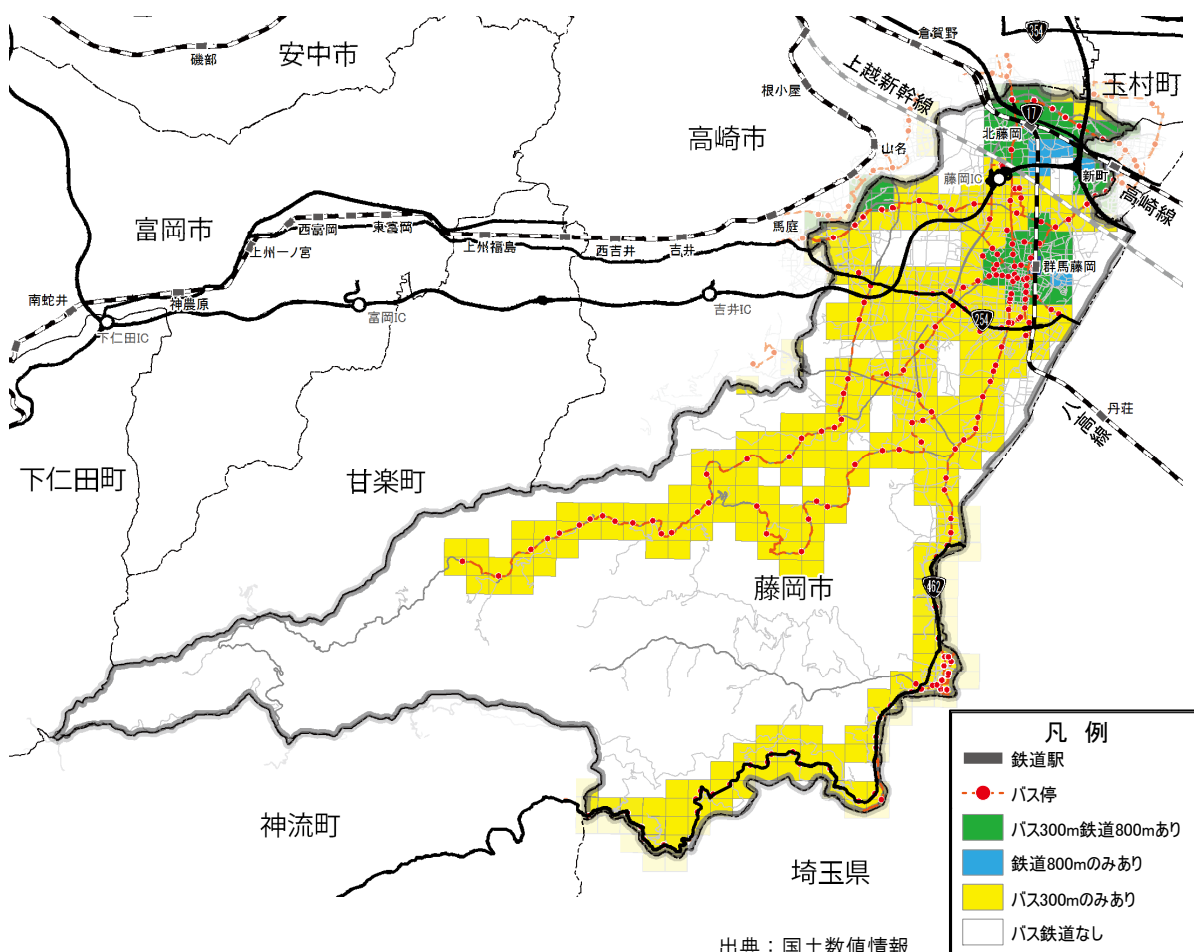 安中市
磯部
倉賀野
354
玉村町
上越新幹線
根小屋
高崎市
17
北藤岡
山名
藤岡IC
新町
高崎線
富岡市
西富岡
東富岡
上州一ノ宮
上州福島
西吉井
吉井
馬庭
群馬藤岡
南蛇井
神農原
下仁田IC
富岡IC
吉井IC
254
八高線
丹荘
下仁田町
甘楽町
藤岡市
462
神流町
埼玉県
凡 例
鉄道駅
バス停
バス300m鉄道800mあり
鉄道800mのみあり
バス300mのみあり
バス鉄道なし
出典：国土数値情報